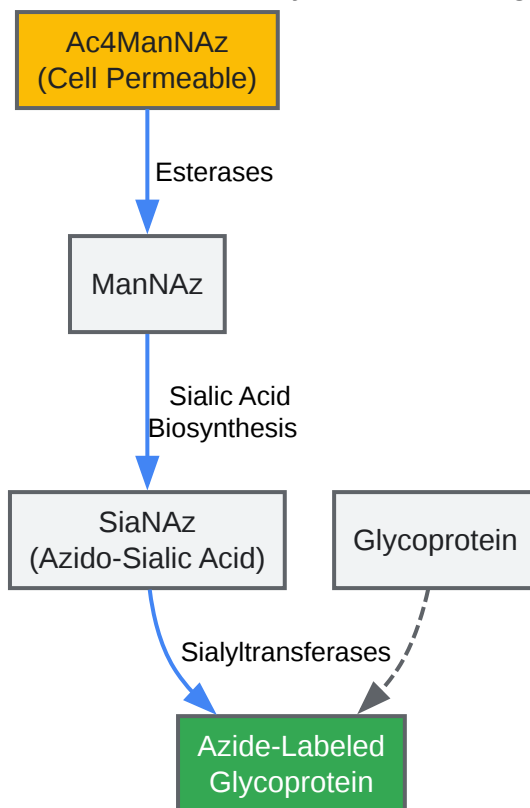 Ac4ManNAz
(Cell Permeable)
Esterases
ManNAz
Sialic Acid
Biosynthesis
SiaNAz
(Azido-Sialic Acid)
Glycoprotein
Sialyltransferases
Azide-Labeled
Glycoprotein